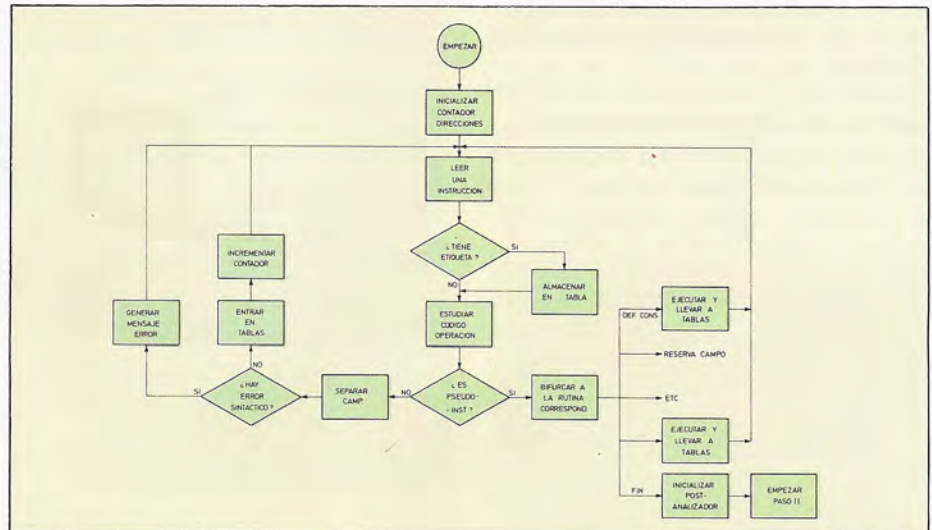 EMPEZAR
INICIALIZAR
CONTADOR
DIRECCIONES
LEER
UNA
INSTRUCCION
¿TIENE
ETIQUETA?
SI
NO
ALMACENAR
EN TABLA
ESTUDIAR
CODIGO
OPERACION
¿ES
PSEUDO-
-INST?
NO
SI
SEPARAR
CAMP.
¿HAY
ERROR
SINTACTICO?
SI
NO
GENERAR
MENSAJE
ERROR
ENTRAR
EN
TABLAS
INCREMENTAR
CONTADOR
BIFURCAR A
LA RUTINA
CORRESPOND.
DEF CONS
EJECUTAR Y
LLEVAR A
TABLAS
RESERVA CAMPO
ETC
EJECUTAR Y
LLEVAR A
TABLAS
FIN
INICIALIZAR
POST-
ANALIZADOR
EMPEZAR
PASO II